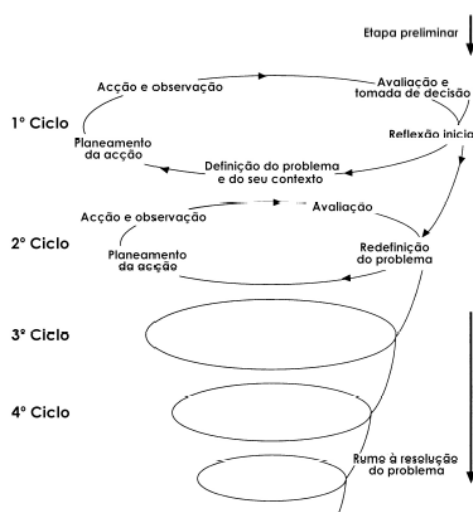 Etapa preliminar
Acção e observação
Avaliação e
tomada de decisão
1º Ciclo
Reflexão inicia
Planeamento
da acção
Definição do problema
e do seu contexto
Acção e observação
Avaliação
2º Ciclo
Redefinição
do problema
Planeamento
da acção
3º Ciclo
4º Ciclo
Rumo à resolução
do problema